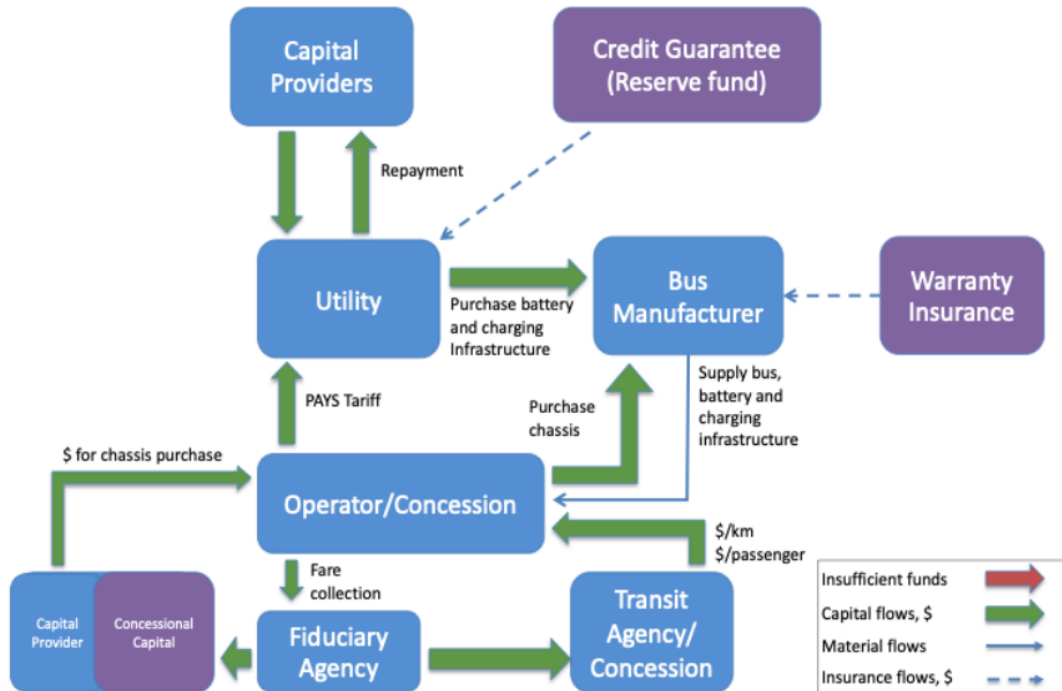 Capital
Providers
Credit Guarantee
(Reserve fund)
Repayment
Utility
Purchase battery
and charging
Infrastructure
Bus
Manufacturer
Warranty
Insurance
PAYS Tariff
Purchase
chassis
Supply bus,
battery and
charging
infrastructure
$ for chassis purchase
Operator/Concession
$/km
$/passenger
Fare
collection
Capital
Provider
Concessional
Capital
Fiduciary
Agency
Transit
Agency/
Concession
Insufficient funds
Capital flows, $
Material flows
Insurance flows, $